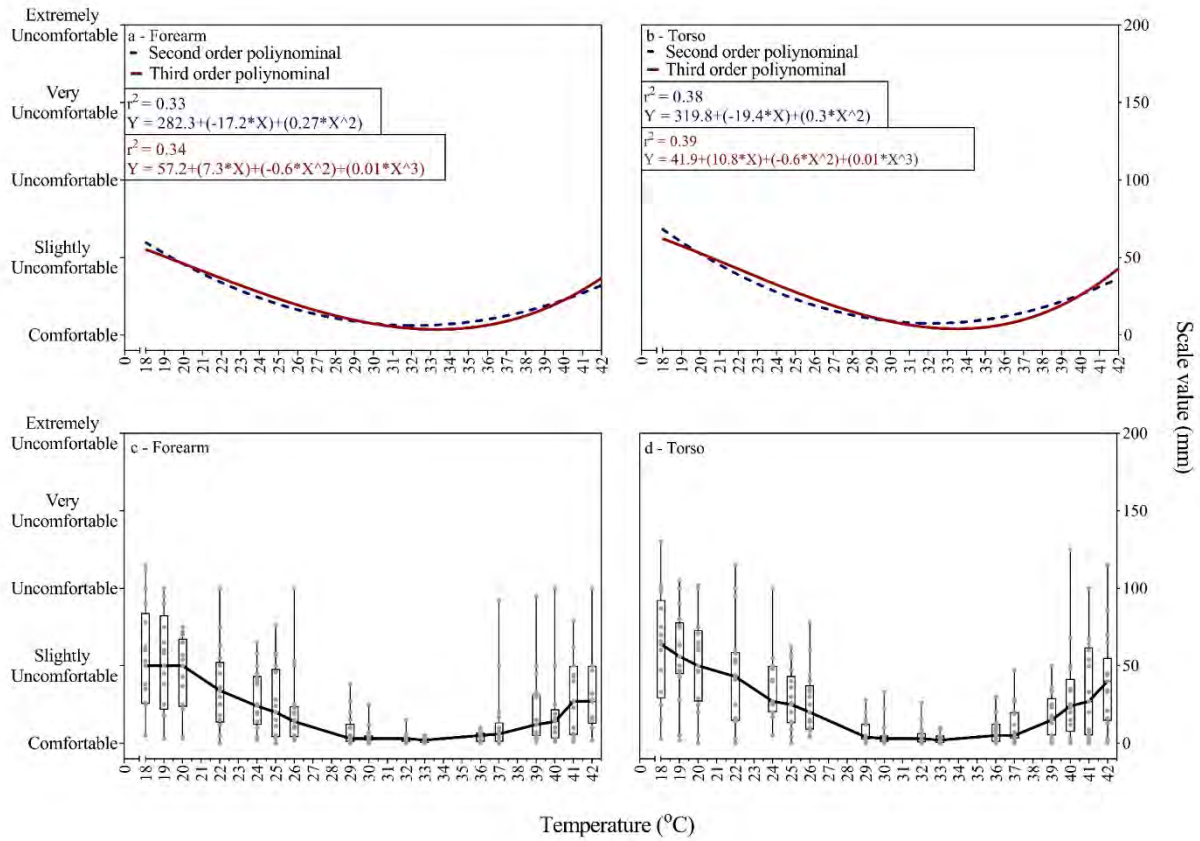 Extremely
Uncomfortable
Very
Uncomfortable
Uncomfortable
Slightly
Uncomfortable
Comfortable
a - Forearm
Second order poliynominal
Third order poliynominal
r² = 0.33
Y = 282.3+(-17.2*X)+(0.27*X^2)
r² = 0.34
Y = 57.2+(7.3*X)+(-0.6*X^2)+(0.01*X^3)
0 18 19 20 21 22 23 24 25 26 27 28 29 30 31 32 33 34 35 36 37 38 39 40 41 42
b - Torso
Second order poliynominal
Third order poliynominal
r² = 0.38
Y = 319.8+(-19.4*X)+(0.3*X^2)
r² = 0.39
Y = 41.9+(10.8*X)+(-0.6*X^2)+(0.01*X^3)
0 18 19 20 21 22 23 24 25 26 27 28 29 30 31 32 33 34 35 36 37 38 39 40 41 42
200
150
100
50
0
Scale value (mm)
Extremely
Uncomfortable
Very
Uncomfortable
Uncomfortable
Slightly
Uncomfortable
Comfortable
c - Forearm
0 18 19 20 21 22 23 24 25 26 27 28 29 30 31 32 33 34 35 36 37 38 39 40 41 42
d - Torso
0 18 19 20 21 22 23 24 25 26 27 28 29 30 31 32 33 34 35 36 37 38 39 40 41 42
200
150
100
50
0
Temperature (°C)